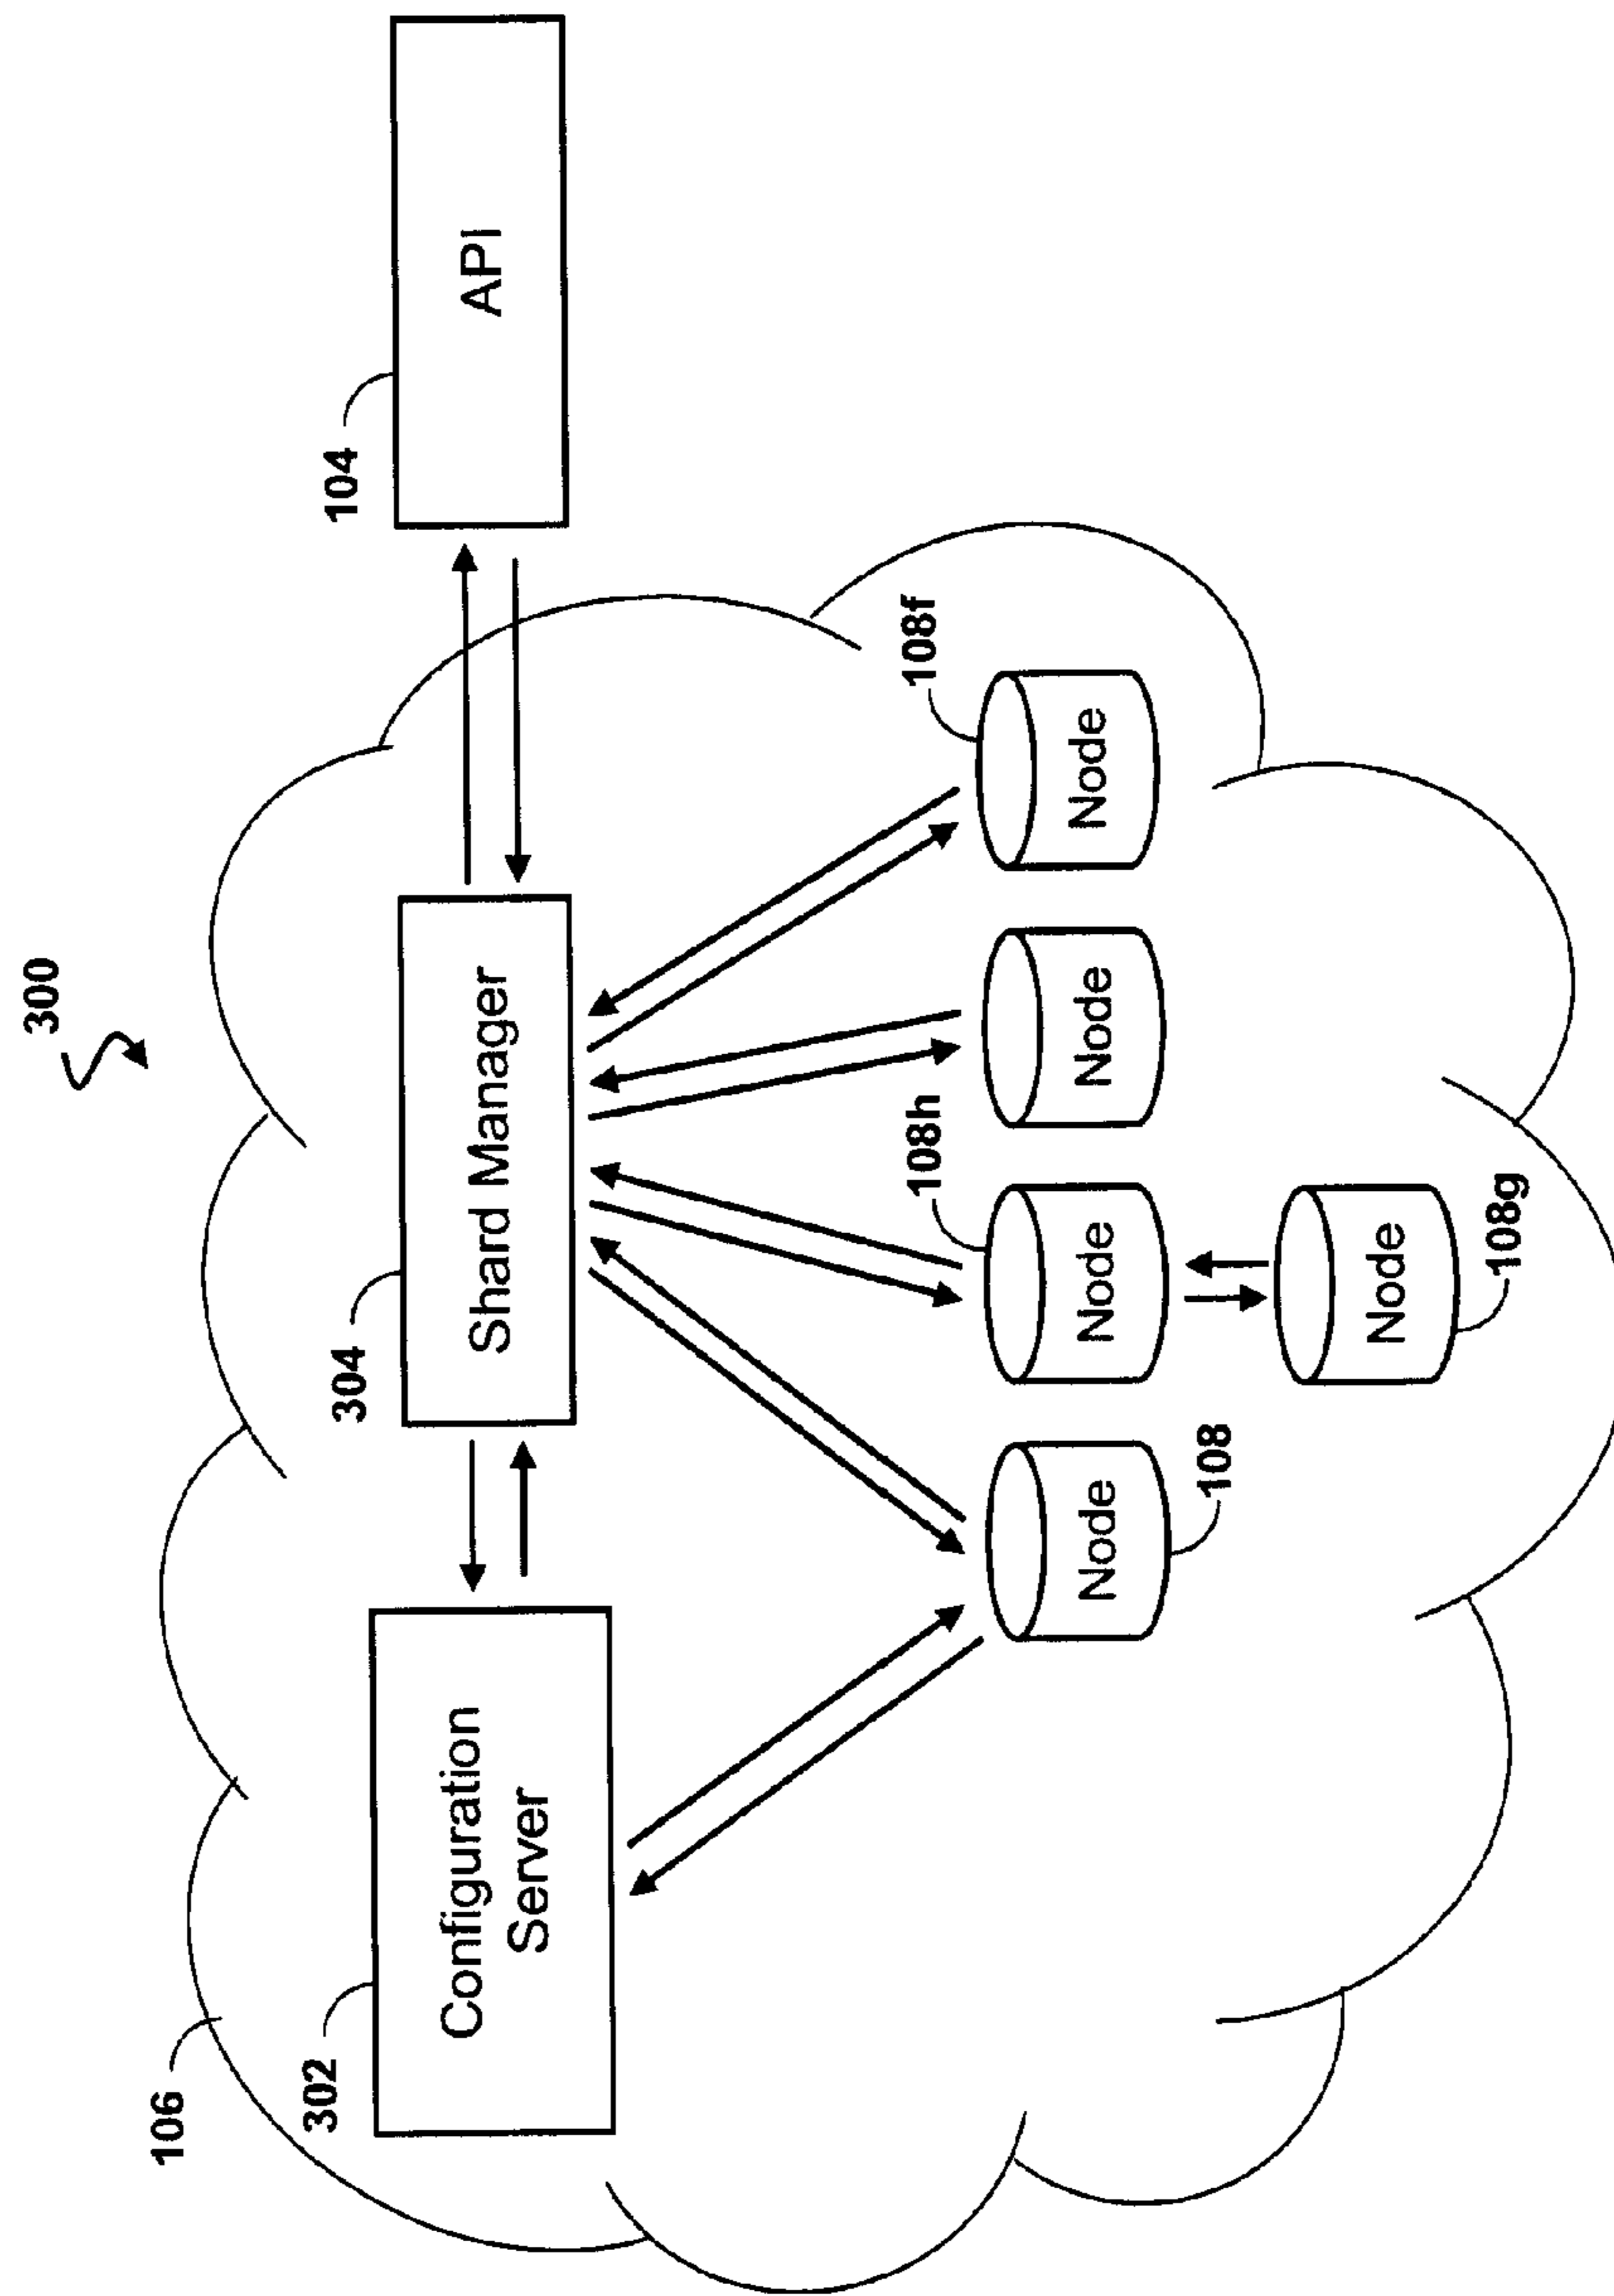 300
106
302
Configuration
Server
304
Shard Manager
104
API
108
Node
108h
Node
Node
108f
Node
108g
Node